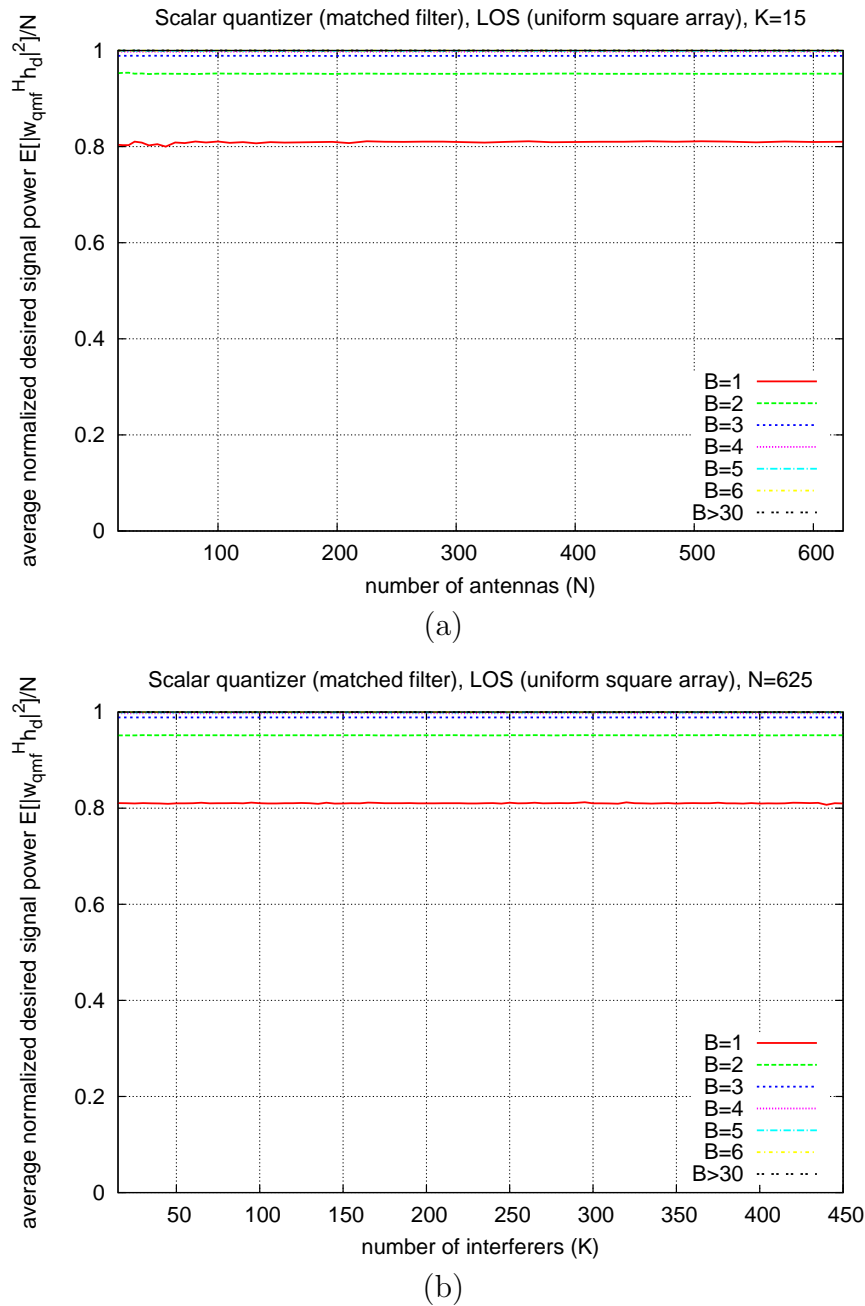 Scalar quantizer (matched filter), LOS (uniform square array), K=15
average normalized desired signal power E[|w_qmf^H h_d|^2]/N
1
0.8
0.6
0.4
0.2
0
B=1
B=2
B=3
B=4
B=5
B=6
B>30
100 200 300 400 500 600
number of antennas (N)
(a)
Scalar quantizer (matched filter), LOS (uniform square array), N=625
average normalized desired signal power E[|w_qmf^H h_d|^2]/N
1
0.8
0.6
0.4
0.2
0
B=1
B=2
B=3
B=4
B=5
B=6
B>30
50 100 150 200 250 300 350 400 450
number of interferers (K)
(b)